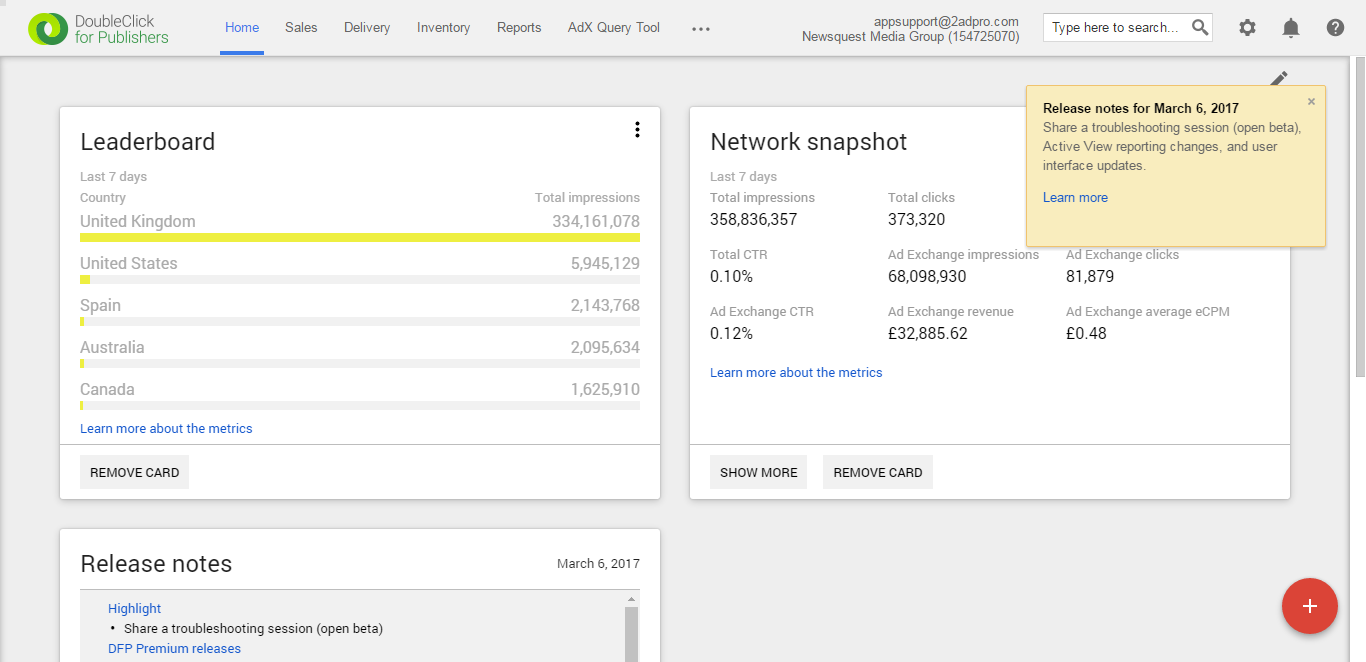 DoubleClick
for Publishers
Home Sales Delivery Inventory Reports AdX Query Tool
appsupport@2adpro.com
Newsquest Media Group (154725070)
Type here to search...
Leaderboard
Last 7 days
Country Total impressions
United Kingdom 334,161,078
United States 5,945,129
Spain 2,143,768
Australia 2,095,634
Canada 1,625,910
Learn more about the metrics
REMOVE CARD
Network snapshot
Last 7 days
Total impressions Total clicks
358,836,357 373,320
Total CTR Ad Exchange impressions Ad Exchange clicks
0.10% 68,098,930 81,879
Ad Exchange CTR Ad Exchange revenue Ad Exchange average eCPM
0.12% £32,885.62 £0.48
Learn more about the metrics
SHOW MORE REMOVE CARD
Release notes for March 6, 2017
Share a troubleshooting session (open beta),
Active View reporting changes, and user
interface updates.
Learn more
Release notes March 6, 2017
Highlight
• Share a troubleshooting session (open beta)
DFP Premium releases